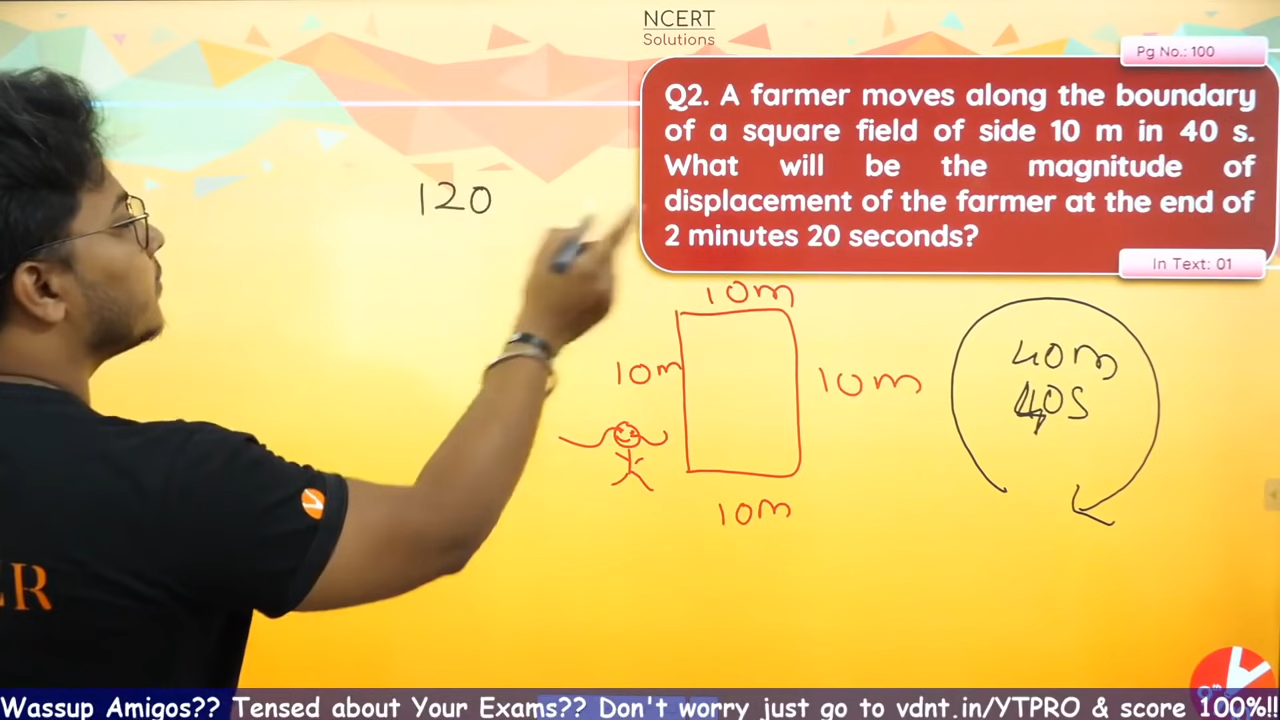 NCERT
Solutions
Pg No.: 100
Q2. A farmer moves along the boundary
of a square field of side 10 m in 40 s.
What will be the magnitude of
displacement of the farmer at the end of
2 minutes 20 seconds?
In Text: 01
120
10m
10m
10m
10m
40m
40s
ER
Wassup Amigos?? Tensed about Your Exams?? Don't worry just go to vdnt.in/YTPRO & score 100%!!